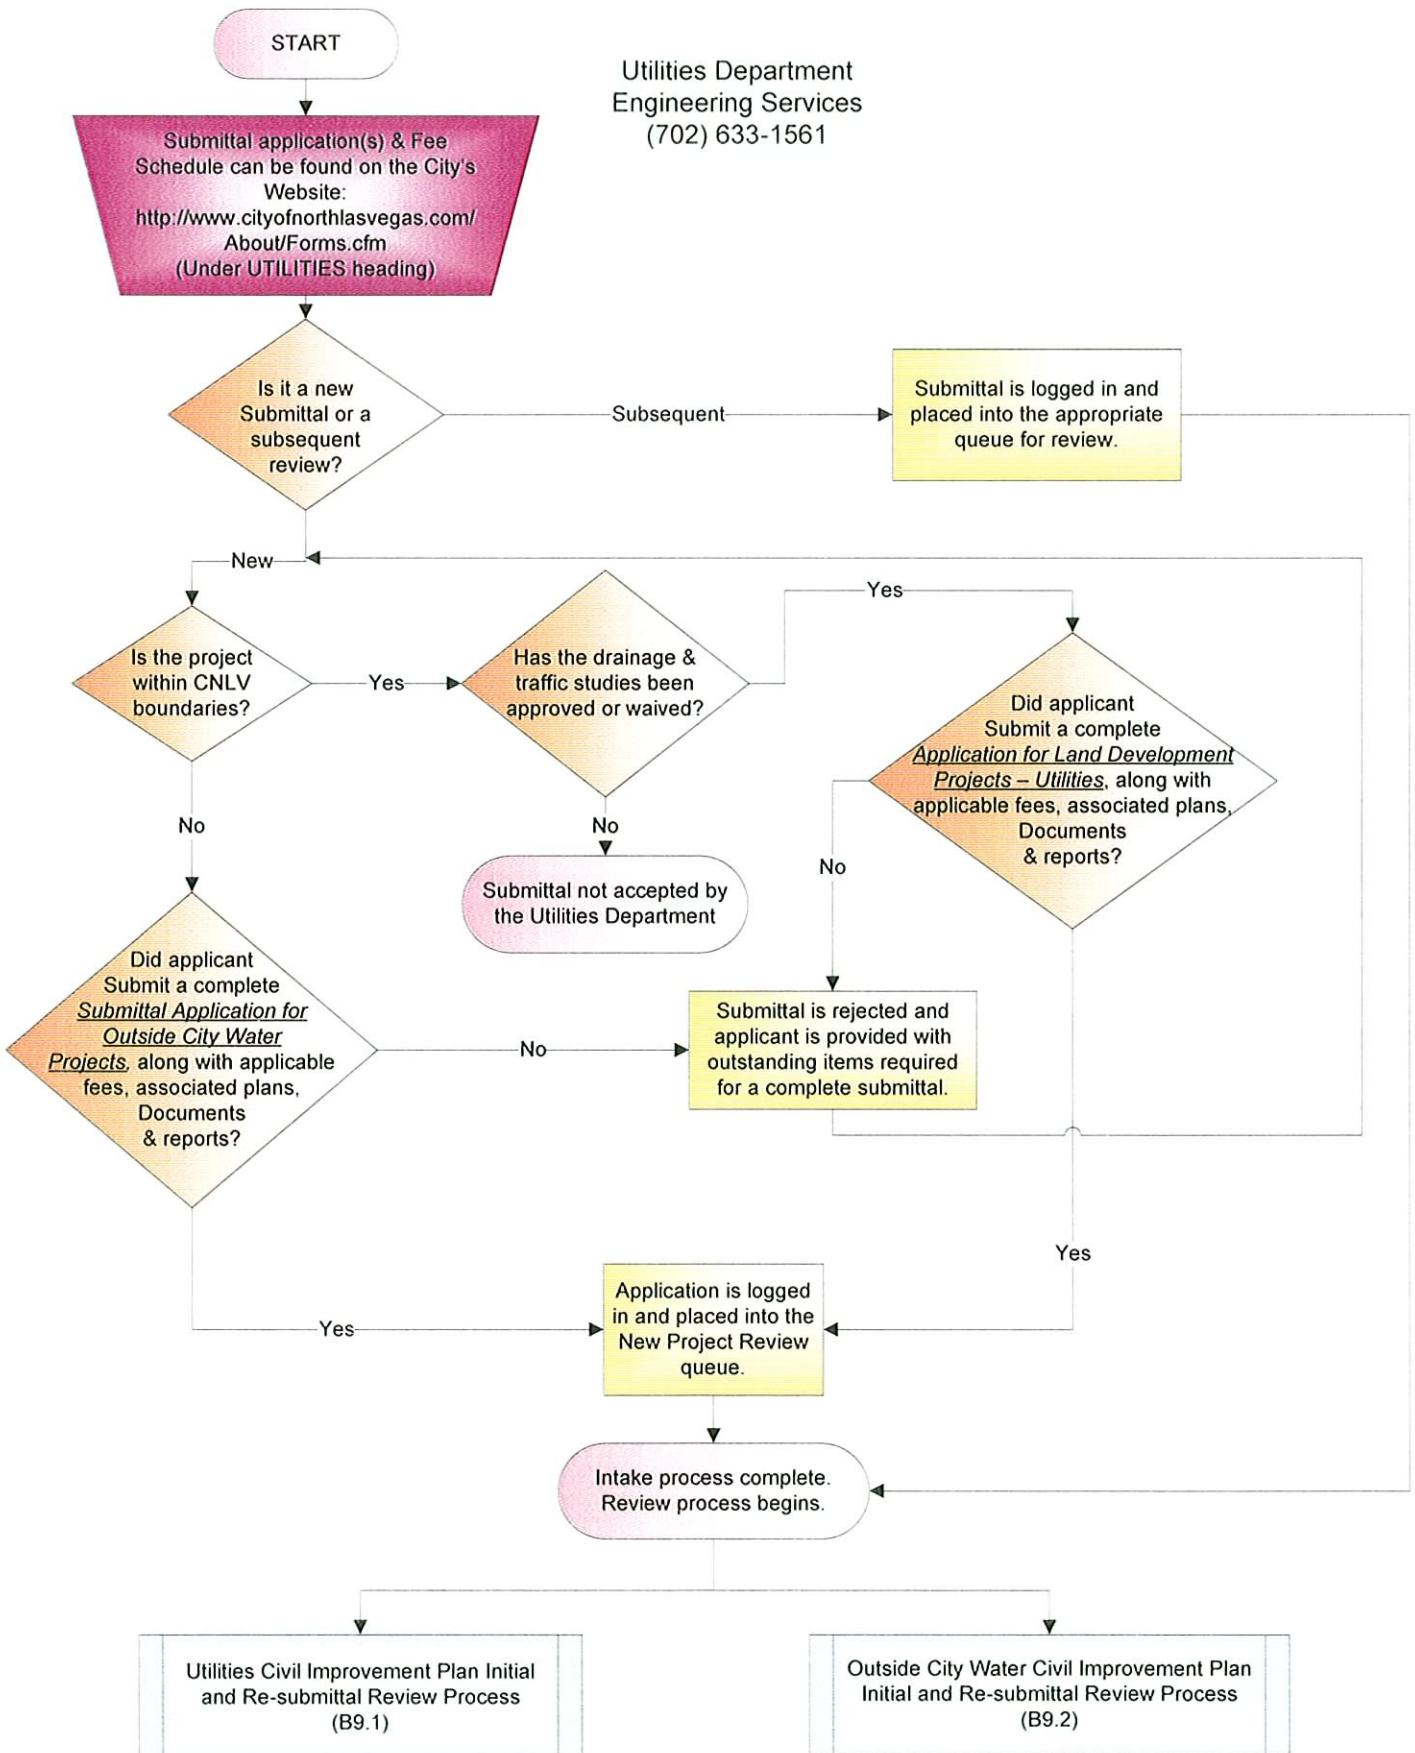 START
Utilities Department
Engineering Services
(702) 633-1561
Submittal application(s) & Fee
Schedule can be found on the City's
Website:
http://www.cityofnorthlasvegas.com/
About/Forms.cfm
(Under UTILITIES heading)
Is it a new
Submittal or a
subsequent
review?
Subsequent
Submittal is logged in and
placed into the appropriate
queue for review.
New
Is the project
within CNLV
boundaries?
Yes
Has the drainage &
traffic studies been
approved or waived?
Yes
Did applicant
Submit a complete
Application for Land Development
Projects – Utilities, along with
applicable fees, associated plans,
Documents
& reports?
No
No
Submittal not accepted by
the Utilities Department
No
Did applicant
Submit a complete
Submittal Application for
Outside City Water
Projects, along with applicable
fees, associated plans,
Documents
& reports?
No
Submittal is rejected and
applicant is provided with
outstanding items required
for a complete submittal.
Yes
Yes
Application is logged
in and placed into the
New Project Review
queue.
Intake process complete.
Review process begins.
Utilities Civil Improvement Plan Initial
and Re-submittal Review Process
(B9.1)
Outside City Water Civil Improvement Plan
Initial and Re-submittal Review Process
(B9.2)